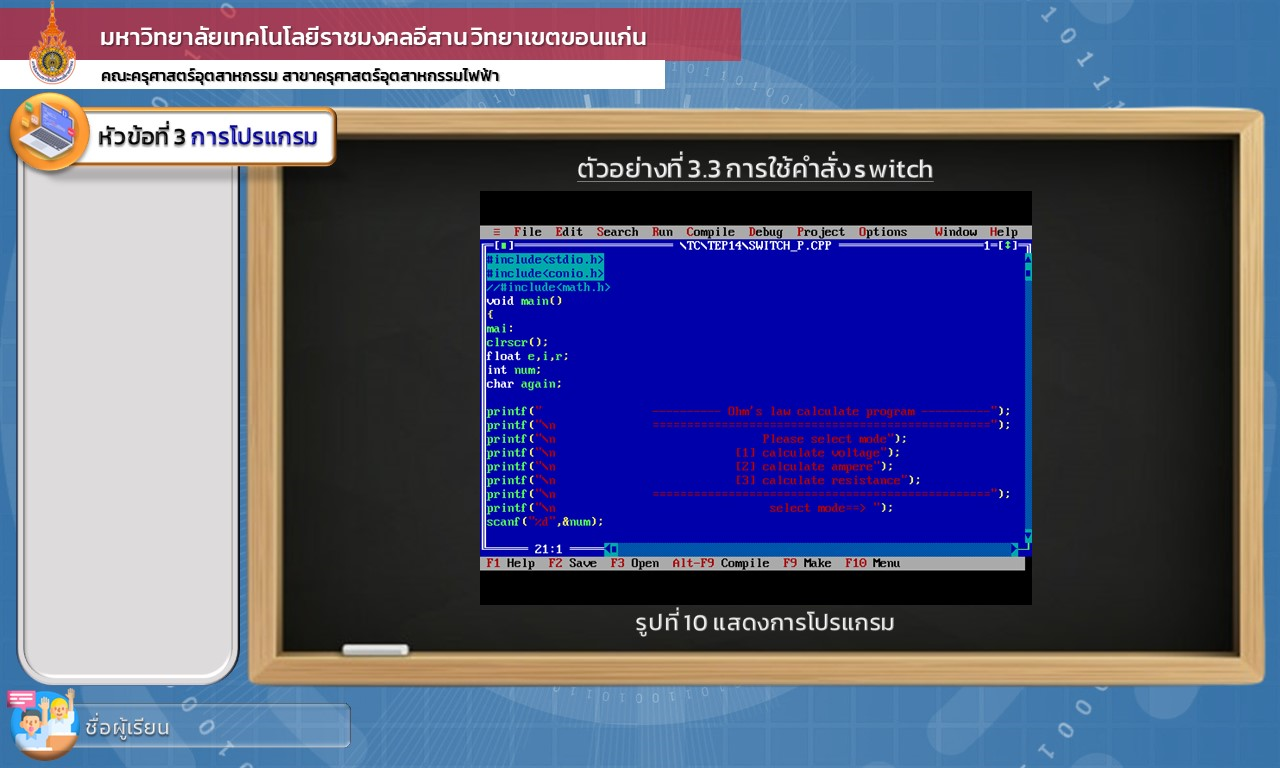 มหาวิทยาลัยเทคโนโลยีราชมงคลอีสาน วิทยาเขตขอนแก่น
คณะครุศาสตร์อุตสาหกรรม สาขาครุศาสตร์อุตสาหกรรมไฟฟ้า
หัวข้อที่ 3 การโปรแกรม
ตัวอย่างที่ 3.3 การใช้คำสั่ง switch
≡ File Edit Search Run Compile Debug Project Options Window Help
[■] \TC\TEP14\SWITCH_P.CPP 1=[↕]
#include<stdio.h>
#include<conio.h>
//#include<math.h>
void main()
{
mai:
clrscr();
float e,i,r;
int num;
char again;
printf(" ---------- Ohm's law calculate program ----------");
printf("\n =================================================");
printf("\n Please select mode");
printf("\n [1] calculate voltage");
printf("\n [2] calculate ampere");
printf("\n [3] calculate resistance");
printf("\n =================================================");
printf("\n select mode==> ");
scanf("%d",&num);
21:1
F1 Help F2 Save F3 Open Alt-F9 Compile F9 Make F10 Menu
รูปที่ 10 แสดงการโปรแกรม
ชื่อผู้เรียน